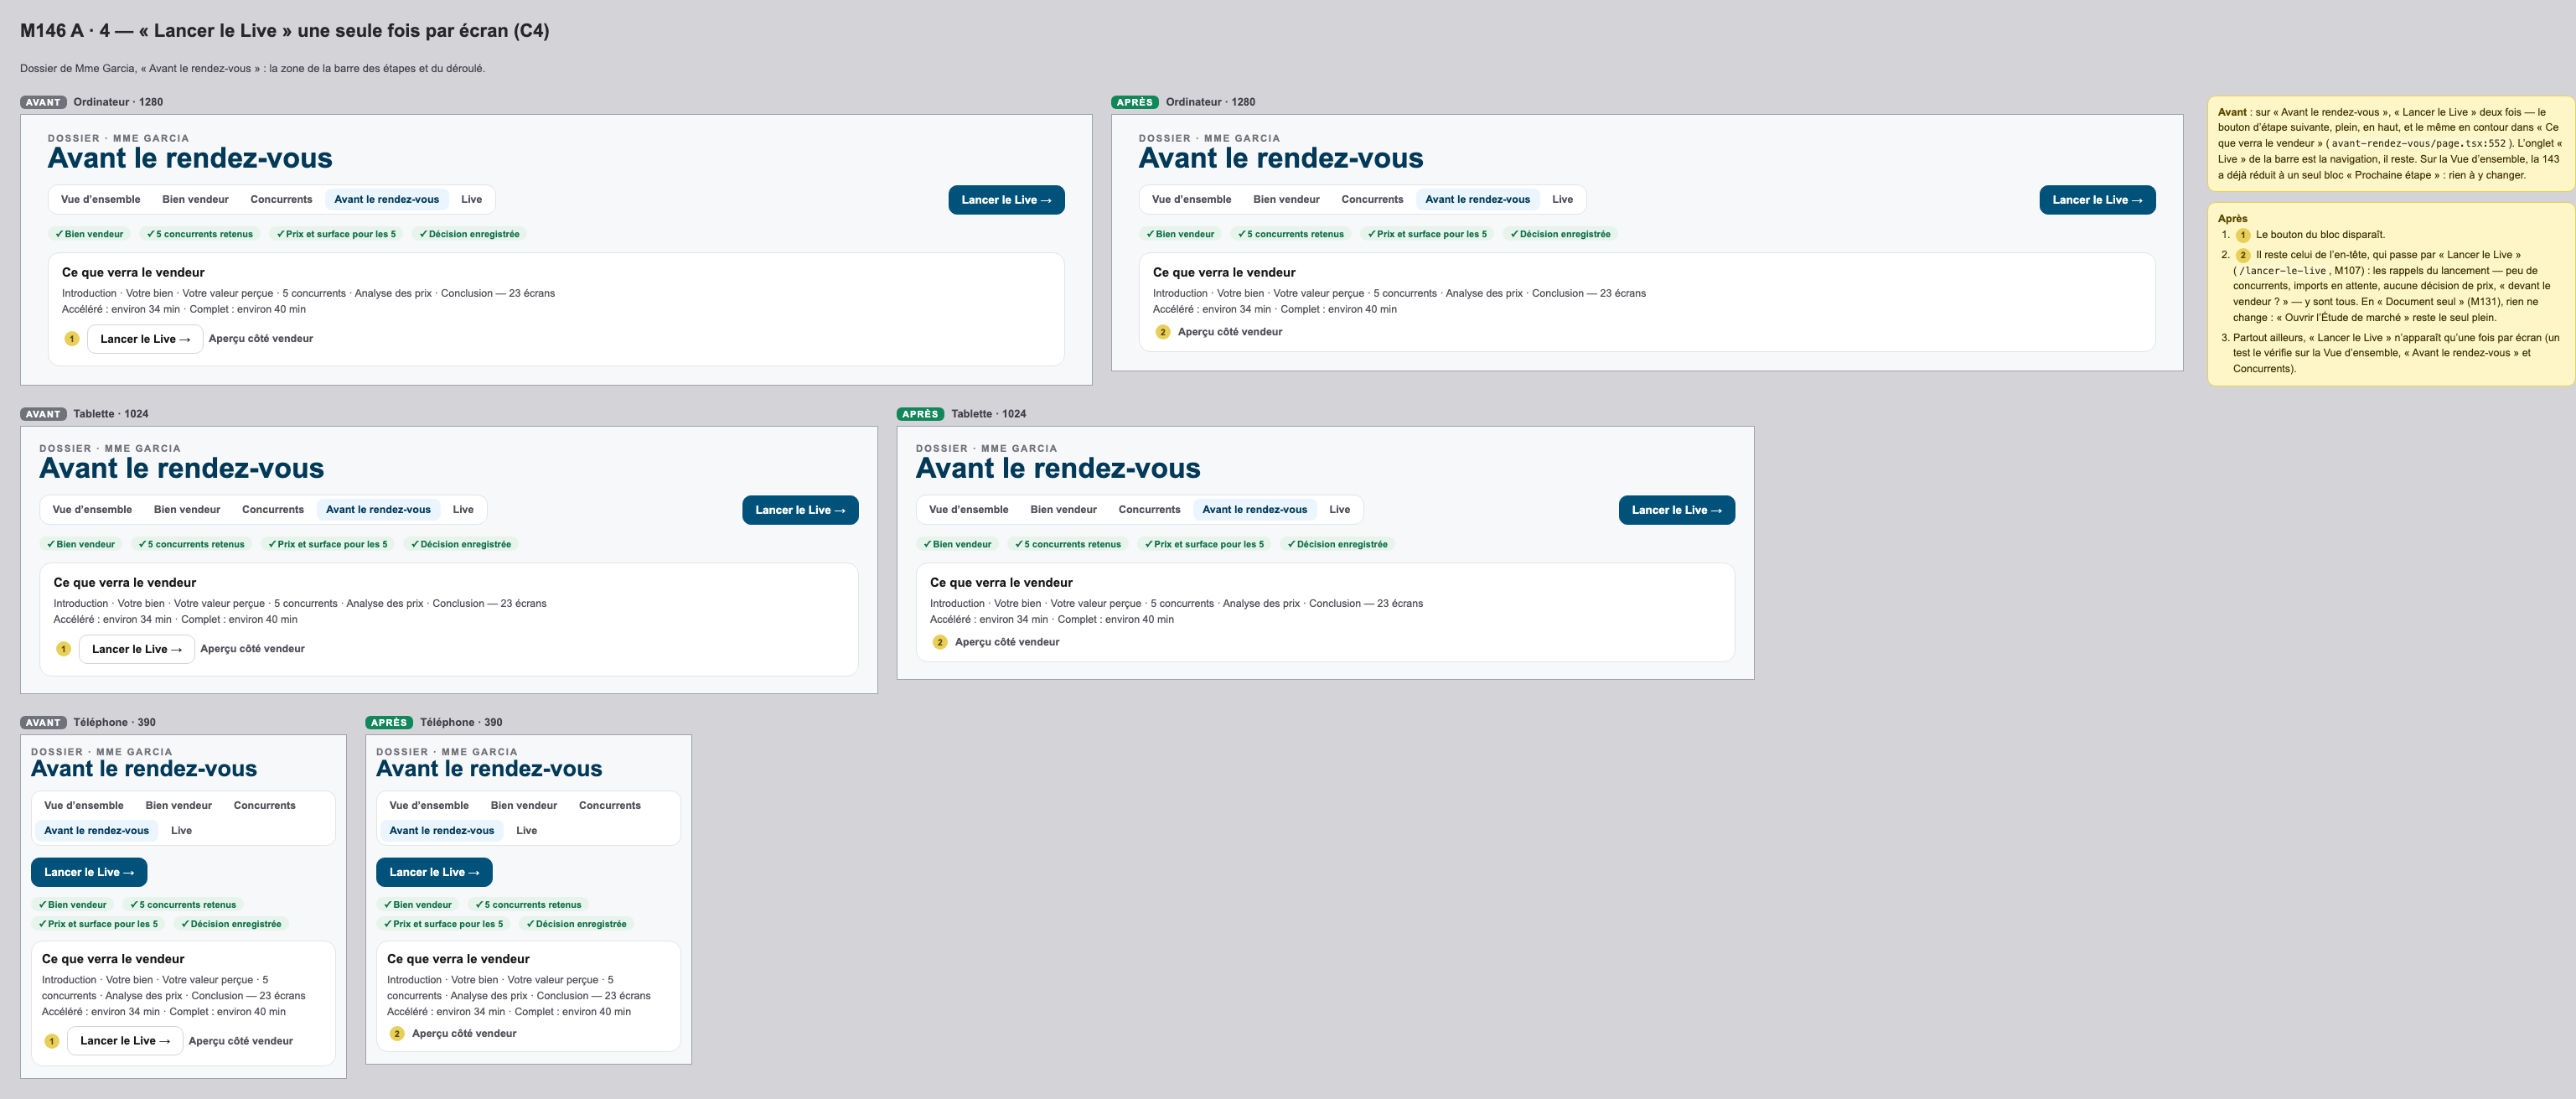 M146 A · 4 — « Lancer le Live » une seule fois par écran (C4)
Dossier de Mme Garcia, « Avant le rendez-vous » : la zone de la barre des étapes et du déroulé.
AVANT Ordinateur · 1280
DOSSIER · MME GARCIA
Avant le rendez-vous
Vue d'ensemble Bien vendeur Concurrents Avant le rendez-vous Live
Lancer le Live →
✓ Bien vendeur ✓ 5 concurrents retenus ✓ Prix et surface pour les 5 ✓ Décision enregistrée
Ce que verra le vendeur
Introduction · Votre bien · Votre valeur perçue · 5 concurrents · Analyse des prix · Conclusion — 23 écrans
Accéléré : environ 34 min · Complet : environ 40 min
1 Lancer le Live → Aperçu côté vendeur
APRÈS Ordinateur · 1280
DOSSIER · MME GARCIA
Avant le rendez-vous
Vue d'ensemble Bien vendeur Concurrents Avant le rendez-vous Live
Lancer le Live →
✓ Bien vendeur ✓ 5 concurrents retenus ✓ Prix et surface pour les 5 ✓ Décision enregistrée
Ce que verra le vendeur
Introduction · Votre bien · Votre valeur perçue · 5 concurrents · Analyse des prix · Conclusion — 23 écrans
Accéléré : environ 34 min · Complet : environ 40 min
2 Aperçu côté vendeur
Avant : sur « Avant le rendez-vous », « Lancer le Live » deux fois — le
bouton d'étape suivante, plein, en haut, et le même en contour dans « Ce
que verra le vendeur » ( avant-rendez-vous/page.tsx:552 ). L'onglet «
Live » de la barre est la navigation, il reste. Sur la Vue d'ensemble, la 143
a déjà réduit à un seul bloc « Prochaine étape » : rien à y changer.
Après
1. 1 Le bouton du bloc disparaît.
2. 2 Il reste celui de l'en-tête, qui passe par « Lancer le Live »
( /lancer-le-live , M107) : les rappels du lancement — peu de
concurrents, imports en attente, aucune décision de prix, « devant le
vendeur ? » — y sont tous. En « Document seul » (M131), rien ne
change : « Ouvrir l'Étude de marché » reste le seul plein.
3. Partout ailleurs, « Lancer le Live » n'apparaît qu'une fois par écran (un
test le vérifie sur la Vue d'ensemble, « Avant le rendez-vous » et
Concurrents).
AVANT Tablette · 1024
DOSSIER · MME GARCIA
Avant le rendez-vous
Vue d'ensemble Bien vendeur Concurrents Avant le rendez-vous Live
Lancer le Live →
✓ Bien vendeur ✓ 5 concurrents retenus ✓ Prix et surface pour les 5 ✓ Décision enregistrée
Ce que verra le vendeur
Introduction · Votre bien · Votre valeur perçue · 5 concurrents · Analyse des prix · Conclusion — 23 écrans
Accéléré : environ 34 min · Complet : environ 40 min
1 Lancer le Live → Aperçu côté vendeur
APRÈS Tablette · 1024
DOSSIER · MME GARCIA
Avant le rendez-vous
Vue d'ensemble Bien vendeur Concurrents Avant le rendez-vous Live
Lancer le Live →
✓ Bien vendeur ✓ 5 concurrents retenus ✓ Prix et surface pour les 5 ✓ Décision enregistrée
Ce que verra le vendeur
Introduction · Votre bien · Votre valeur perçue · 5 concurrents · Analyse des prix · Conclusion — 23 écrans
Accéléré : environ 34 min · Complet : environ 40 min
2 Aperçu côté vendeur
AVANT Téléphone · 390
DOSSIER · MME GARCIA
Avant le rendez-vous
Vue d'ensemble Bien vendeur Concurrents
Avant le rendez-vous Live
Lancer le Live →
✓ Bien vendeur ✓ 5 concurrents retenus
✓ Prix et surface pour les 5 ✓ Décision enregistrée
Ce que verra le vendeur
Introduction · Votre bien · Votre valeur perçue · 5
concurrents · Analyse des prix · Conclusion — 23 écrans
Accéléré : environ 34 min · Complet : environ 40 min
1 Lancer le Live → Aperçu côté vendeur
APRÈS Téléphone · 390
DOSSIER · MME GARCIA
Avant le rendez-vous
Vue d'ensemble Bien vendeur Concurrents
Avant le rendez-vous Live
Lancer le Live →
✓ Bien vendeur ✓ 5 concurrents retenus
✓ Prix et surface pour les 5 ✓ Décision enregistrée
Ce que verra le vendeur
Introduction · Votre bien · Votre valeur perçue · 5
concurrents · Analyse des prix · Conclusion — 23 écrans
Accéléré : environ 34 min · Complet : environ 40 min
2 Aperçu côté vendeur